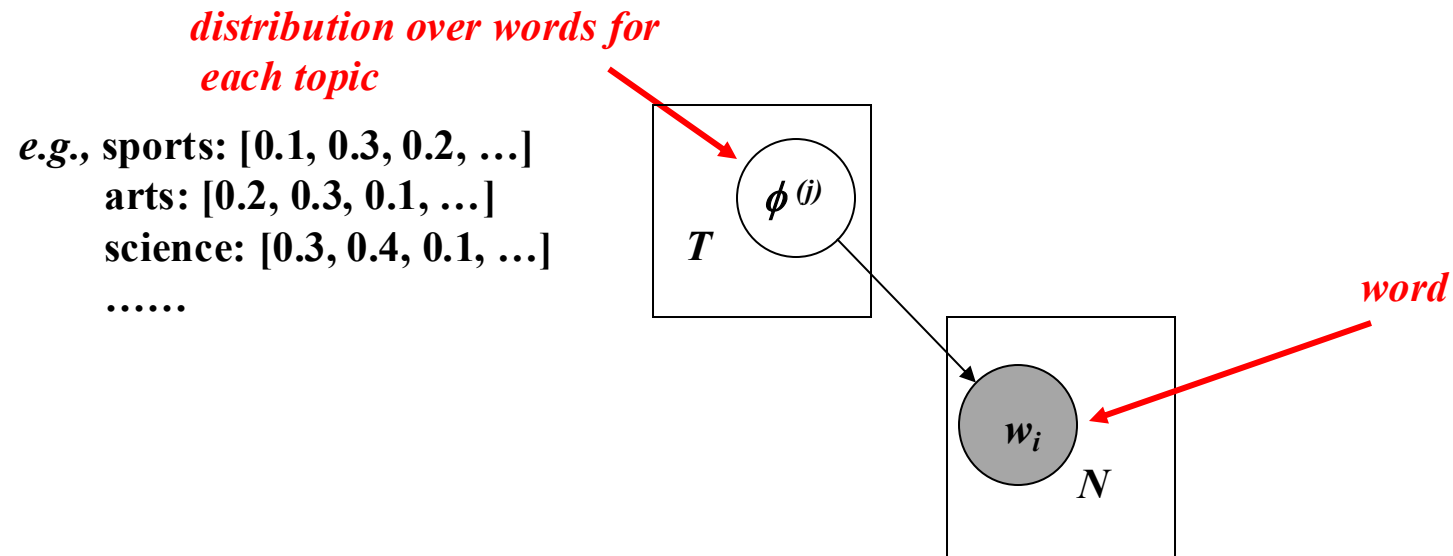 distribution over words for
each topic
e.g., sports: [0.1, 0.3, 0.2, …]
arts: [0.2, 0.3, 0.1, …]
science: [0.3, 0.4, 0.1, …]
……
ϕ (j)
T
word
w_i
N